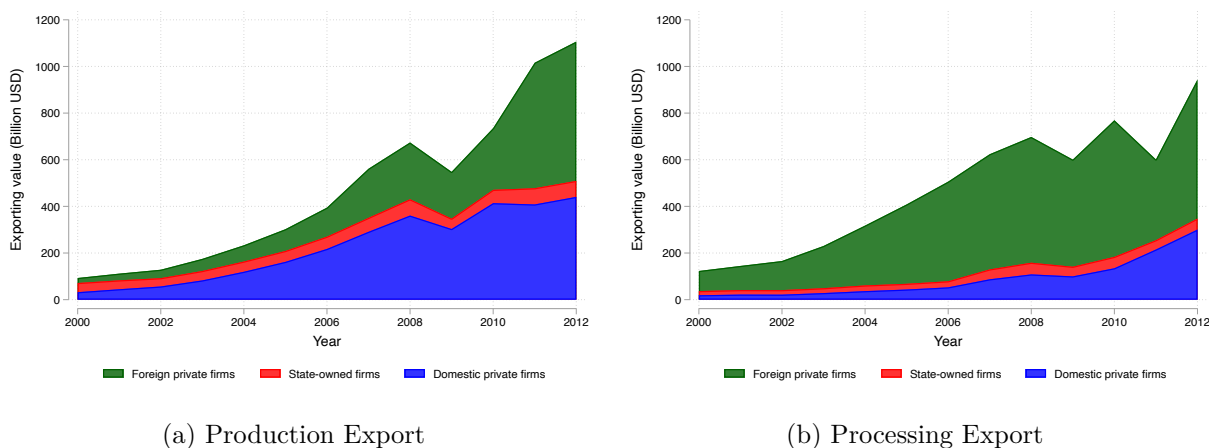 1200
1000
800
600
400
200
0
Exporting value (Billion USD)
2000 2002 2004 2006 2008 2010 2012
Year
Foreign private firms State-owned firms Domestic private firms
(a) Production Export
1200
1000
800
600
400
200
0
Exporting value (Billion USD)
2000 2002 2004 2006 2008 2010 2012
Year
Foreign private firms State-owned firms Domestic private firms
(b) Processing Export